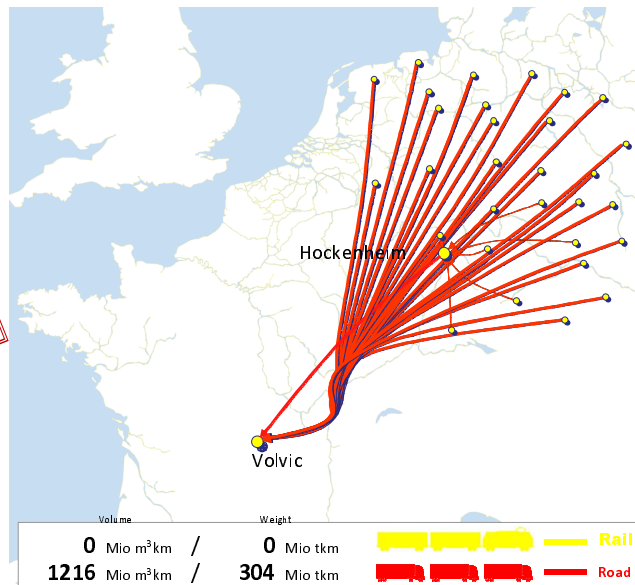 Hockenheim
Volvic
Volume Weight
0 Mio m³km / 0 Mio tkm Rail
1216 Mio m³km / 304 Mio tkm Road